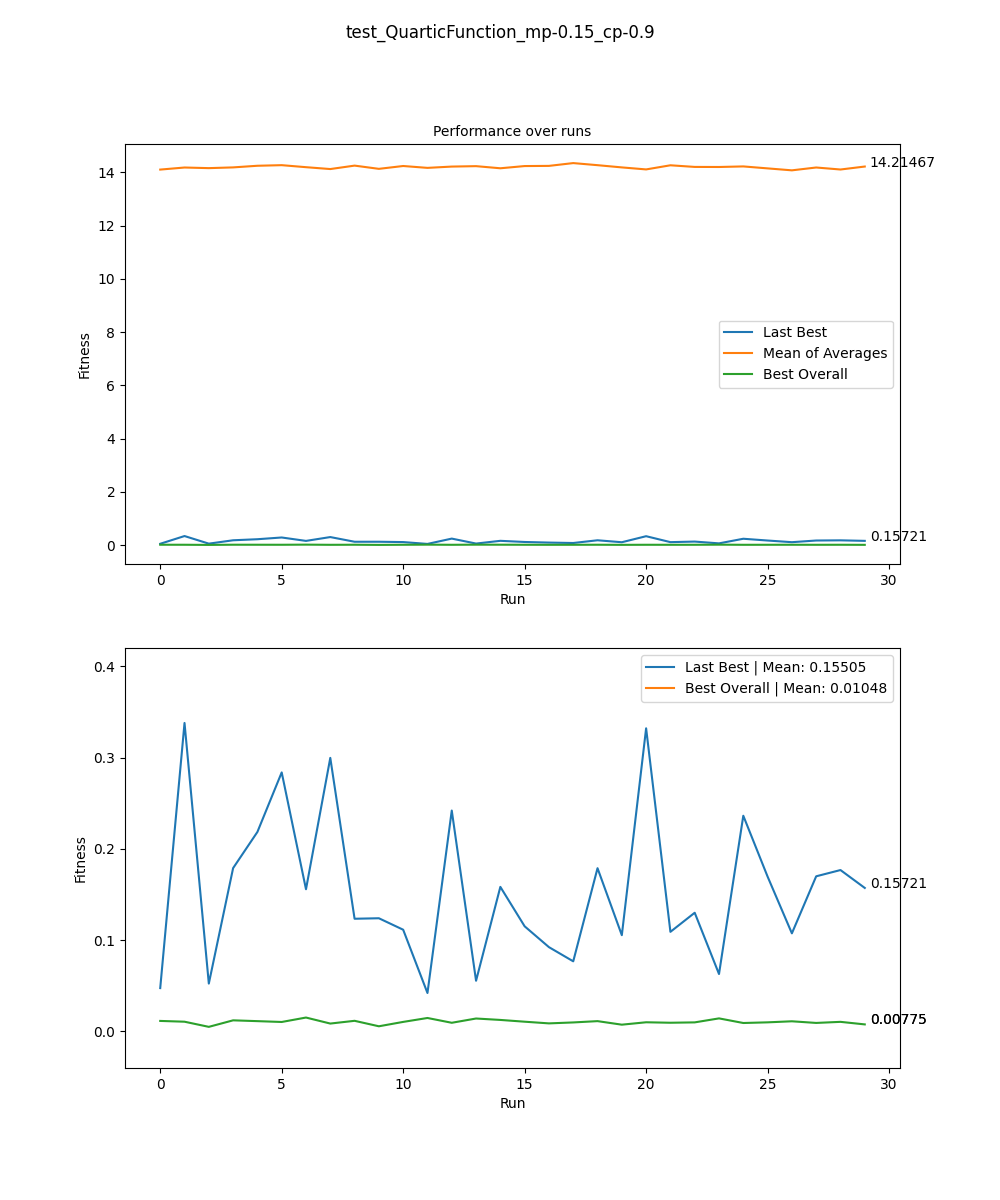 test_QuarticFunction_mp-0.15_cp-0.9
Performance over runs
14.21467
14
12
10
8
6
4
2
0
Fitness
Last Best
Mean of Averages
Best Overall
0.15721
0 5 10 15 20 25 30
Run
0.4
0.3
0.2
0.1
0.0
Fitness
Last Best | Mean: 0.15505
Best Overall | Mean: 0.01048
0.15721
0.00775
0 5 10 15 20 25 30
Run